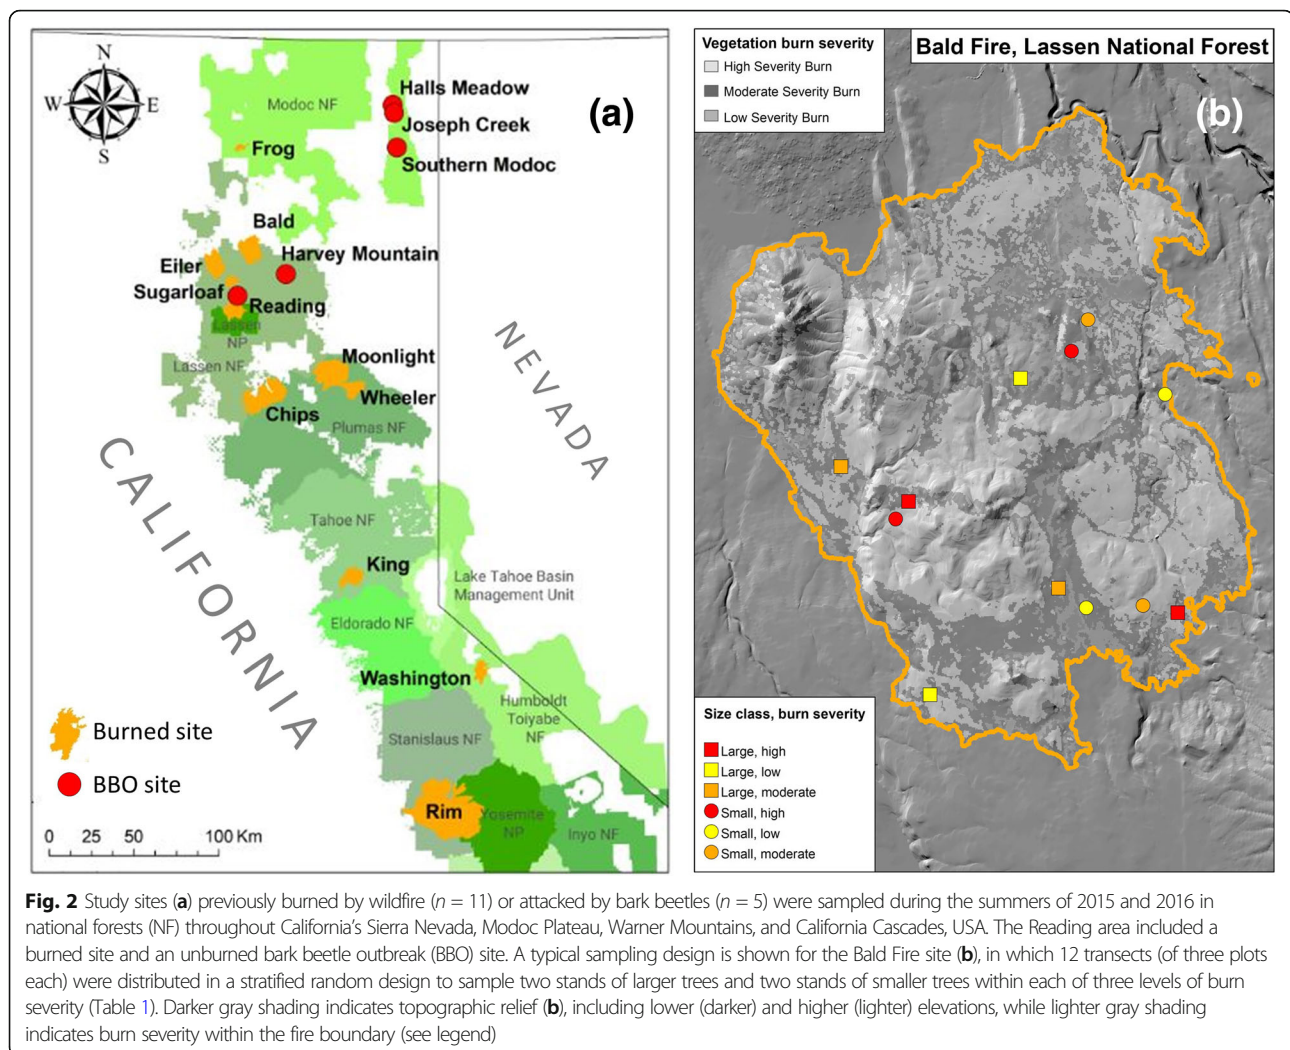 N
W
E
S
(a)
Modoc NF
Halls Meadow
Joseph Creek
Southern Modoc
Frog
Bald
Harvey Mountain
Eiler
Sugarloaf
Reading
Lassen
NP
Lassen NF
Moonlight
Wheeler
Chips
Plumas NF
NEVADA
CALIFORNIA
Tahoe NF
King
Lake Tahoe Basin
Management Unit
Eldorado NF
Washington
Humboldt
Toiyabe
NF
Stanislaus NF
Rim
Yosemite
NP
Inyo NF
Burned site
BBO site
0 25 50 100 Km
Vegetation burn severity
High Severity Burn
Moderate Severity Burn
Low Severity Burn
Bald Fire, Lassen National Forest
(b)
Size class, burn severity
Large, high
Large, low
Large, moderate
Small, high
Small, low
Small, moderate
Fig. 2 Study sites (a) previously burned by wildfire (n = 11) or attacked by bark beetles (n = 5) were sampled during the summers of 2015 and 2016 in
national forests (NF) throughout California's Sierra Nevada, Modoc Plateau, Warner Mountains, and California Cascades, USA. The Reading area included a
burned site and an unburned bark beetle outbreak (BBO) site. A typical sampling design is shown for the Bald Fire site (b), in which 12 transects (of three plots
each) were distributed in a stratified random design to sample two stands of larger trees and two stands of smaller trees within each of three levels of burn
severity (Table 1). Darker gray shading indicates topographic relief (b), including lower (darker) and higher (lighter) elevations, while lighter gray shading
indicates burn severity within the fire boundary (see legend)